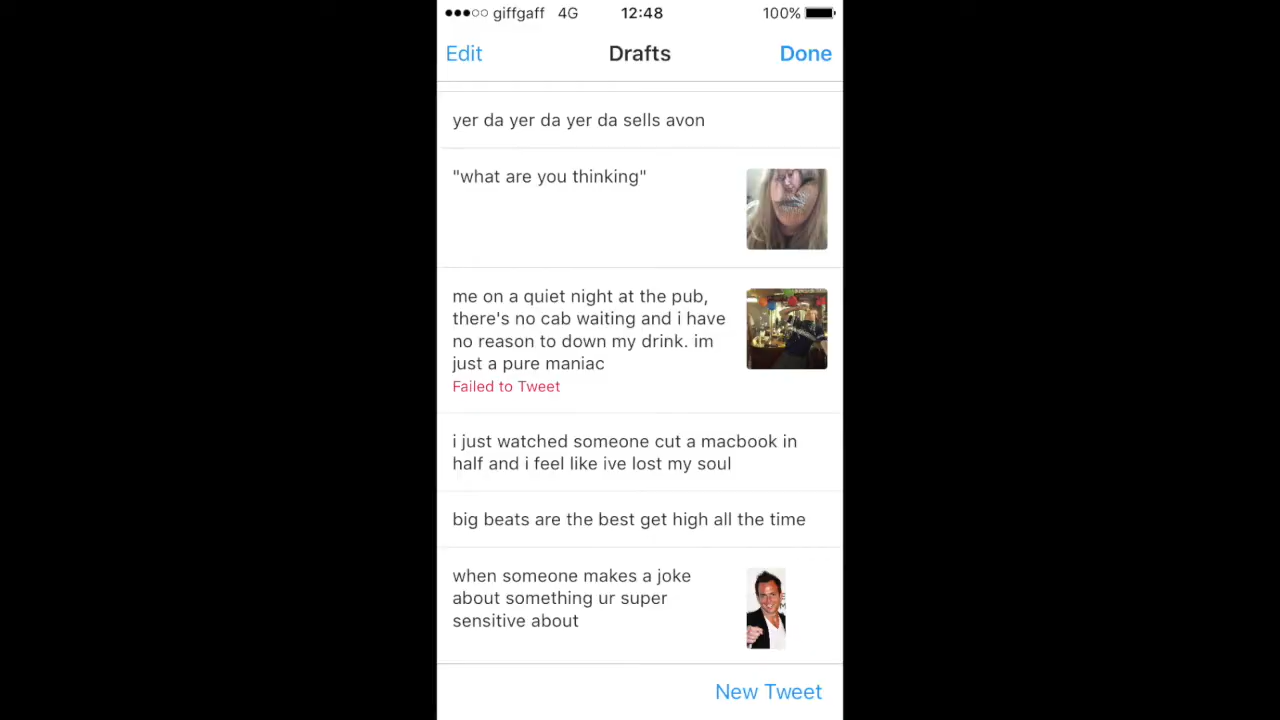 giffgaff 4G 12:48 100%
Edit Drafts Done
yer da yer da yer da sells avon
"what are you thinking"
me on a quiet night at the pub,
there's no cab waiting and i have
no reason to down my drink. im
just a pure maniac
Failed to Tweet
i just watched someone cut a macbook in
half and i feel like ive lost my soul
big beats are the best get high all the time
when someone makes a joke
about something ur super
sensitive about
New Tweet